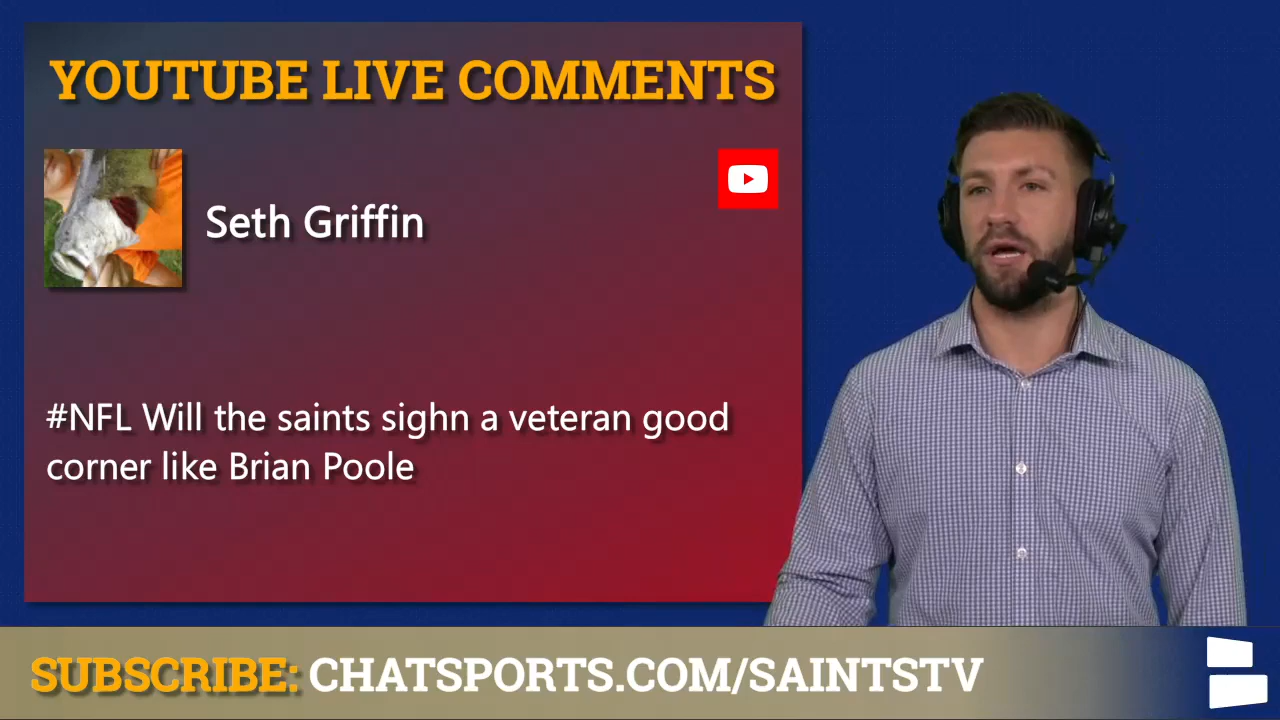 YOUTUBE LIVE COMMENTS
Seth Griffin
#NFL Will the saints sighn a veteran good
corner like Brian Poole
SUBSCRIBE: CHATSPORTS.COM/SAINTSTV